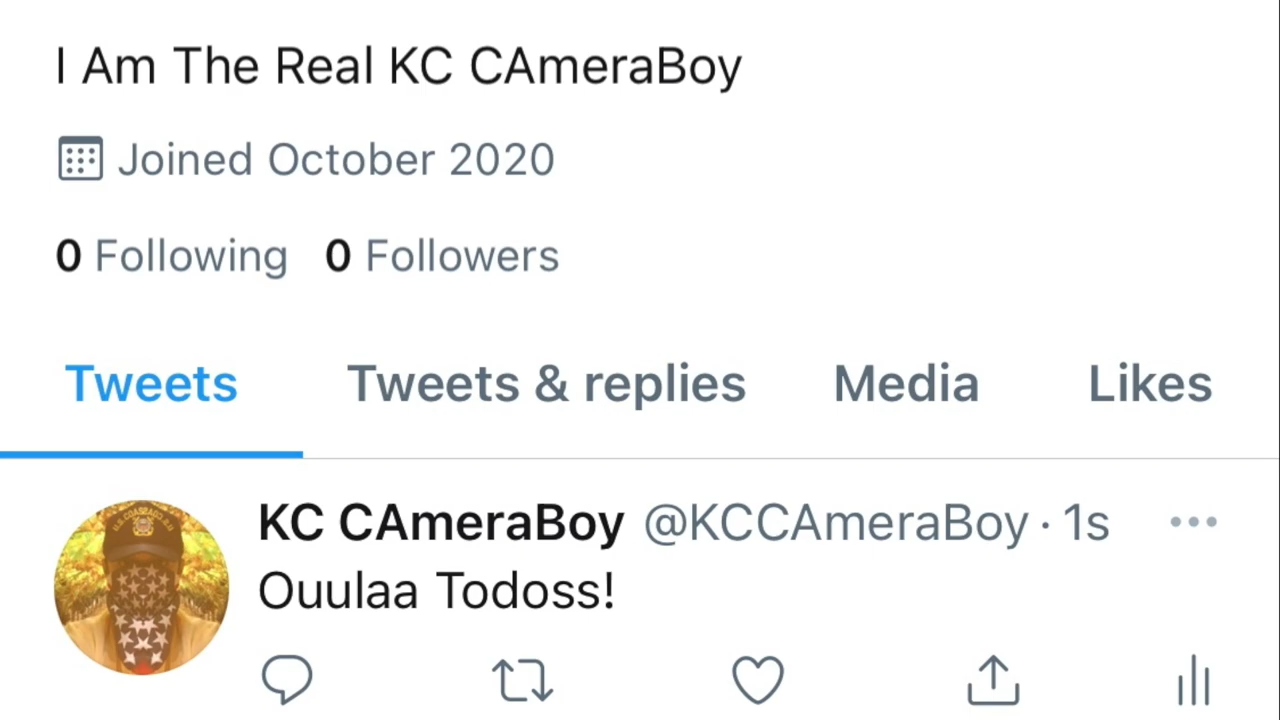 I Am The Real KC CAmeraBoy
Joined October 2020
0 Following 0 Followers
Tweets Tweets & replies Media Likes
KC CAmeraBoy @KCCAmeraBoy · 1s
Ouulaa Todoss!